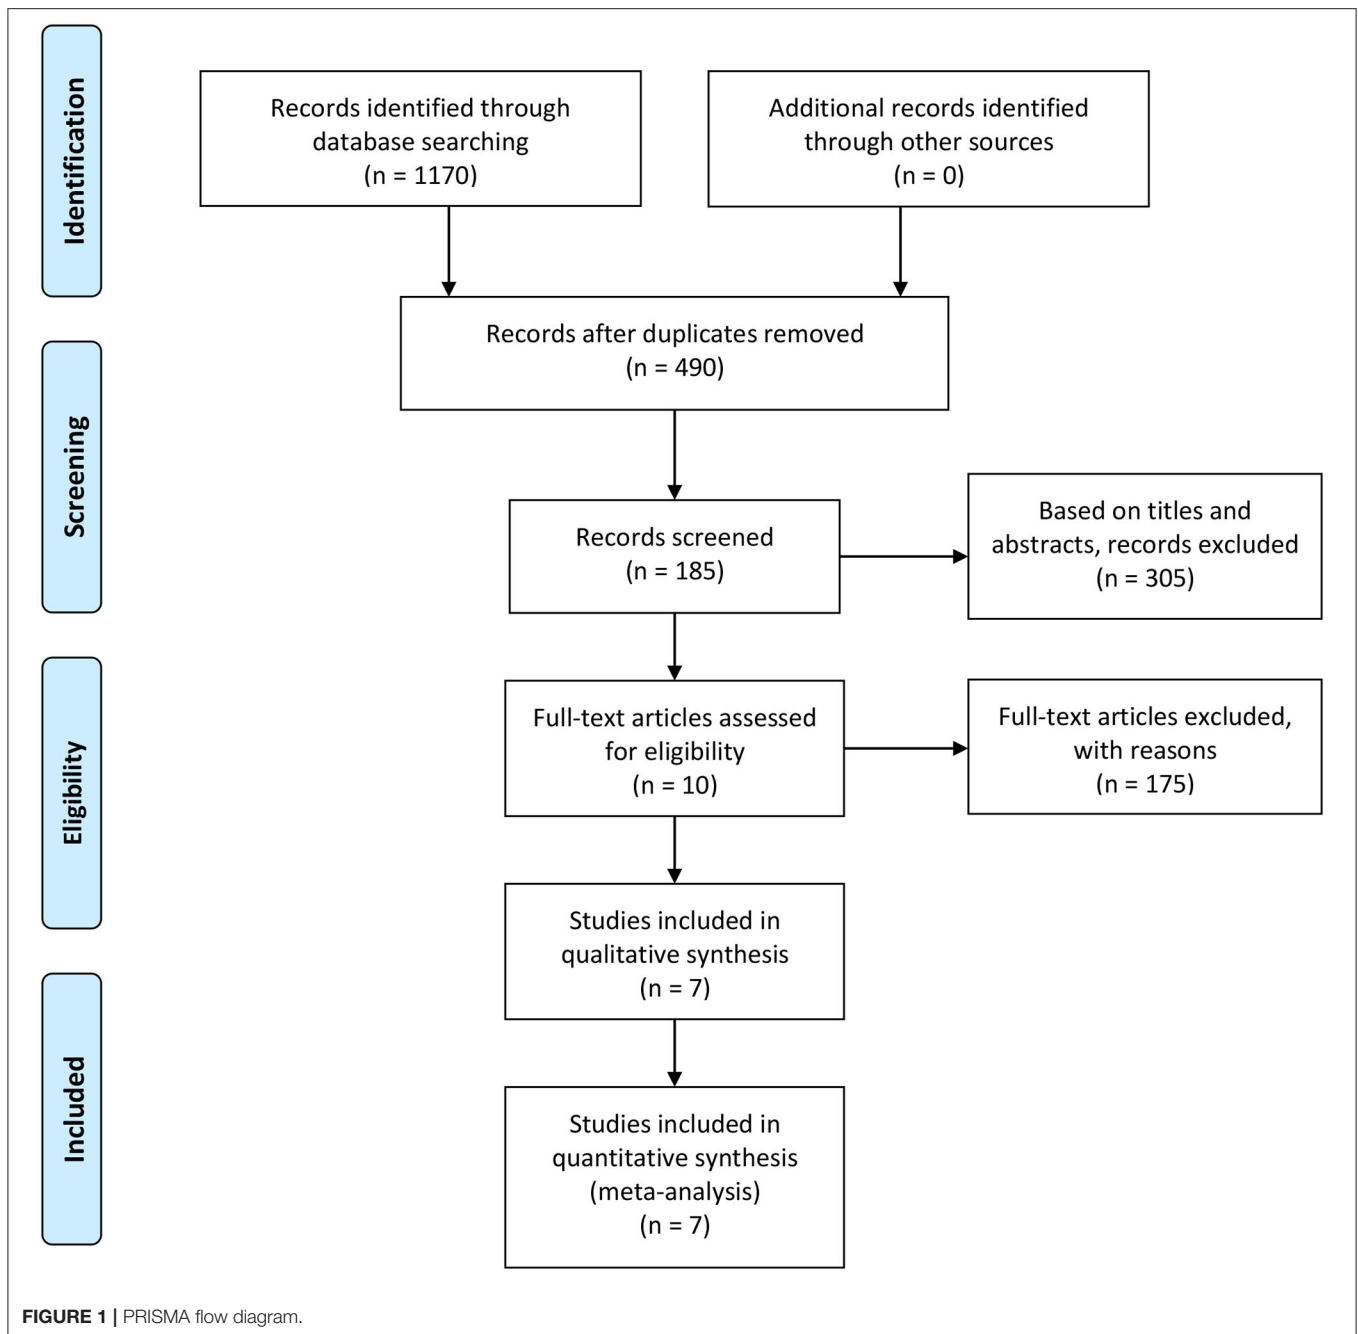 Identification
Records identified through
database searching
(n = 1170)
Additional records identified
through other sources
(n = 0)
Records after duplicates removed
(n = 490)
Screening
Records screened
(n = 185)
Based on titles and
abstracts, records excluded
(n = 305)
Eligibility
Full-text articles assessed
for eligibility
(n = 10)
Full-text articles excluded,
with reasons
(n = 175)
Studies included in
qualitative synthesis
(n = 7)
Included
Studies included in
quantitative synthesis
(meta-analysis)
(n = 7)
FIGURE 1 | PRISMA flow diagram.